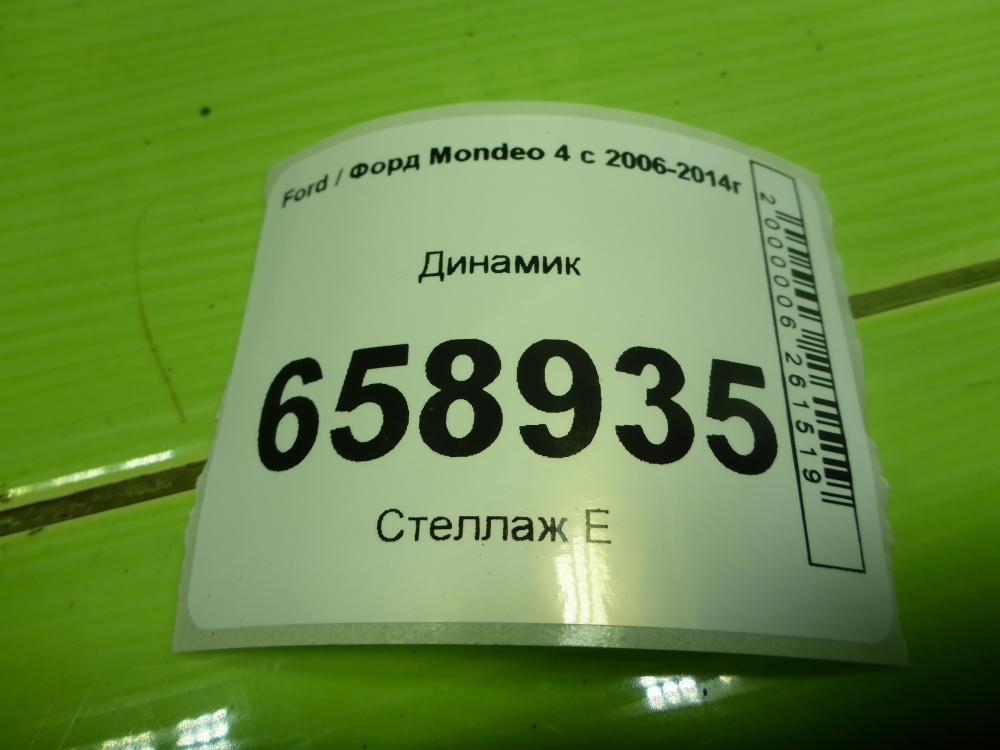 Ford / Форд Mondeo 4 с 2006-2014г
Динамик
658935
Стеллаж Е
2000006261519